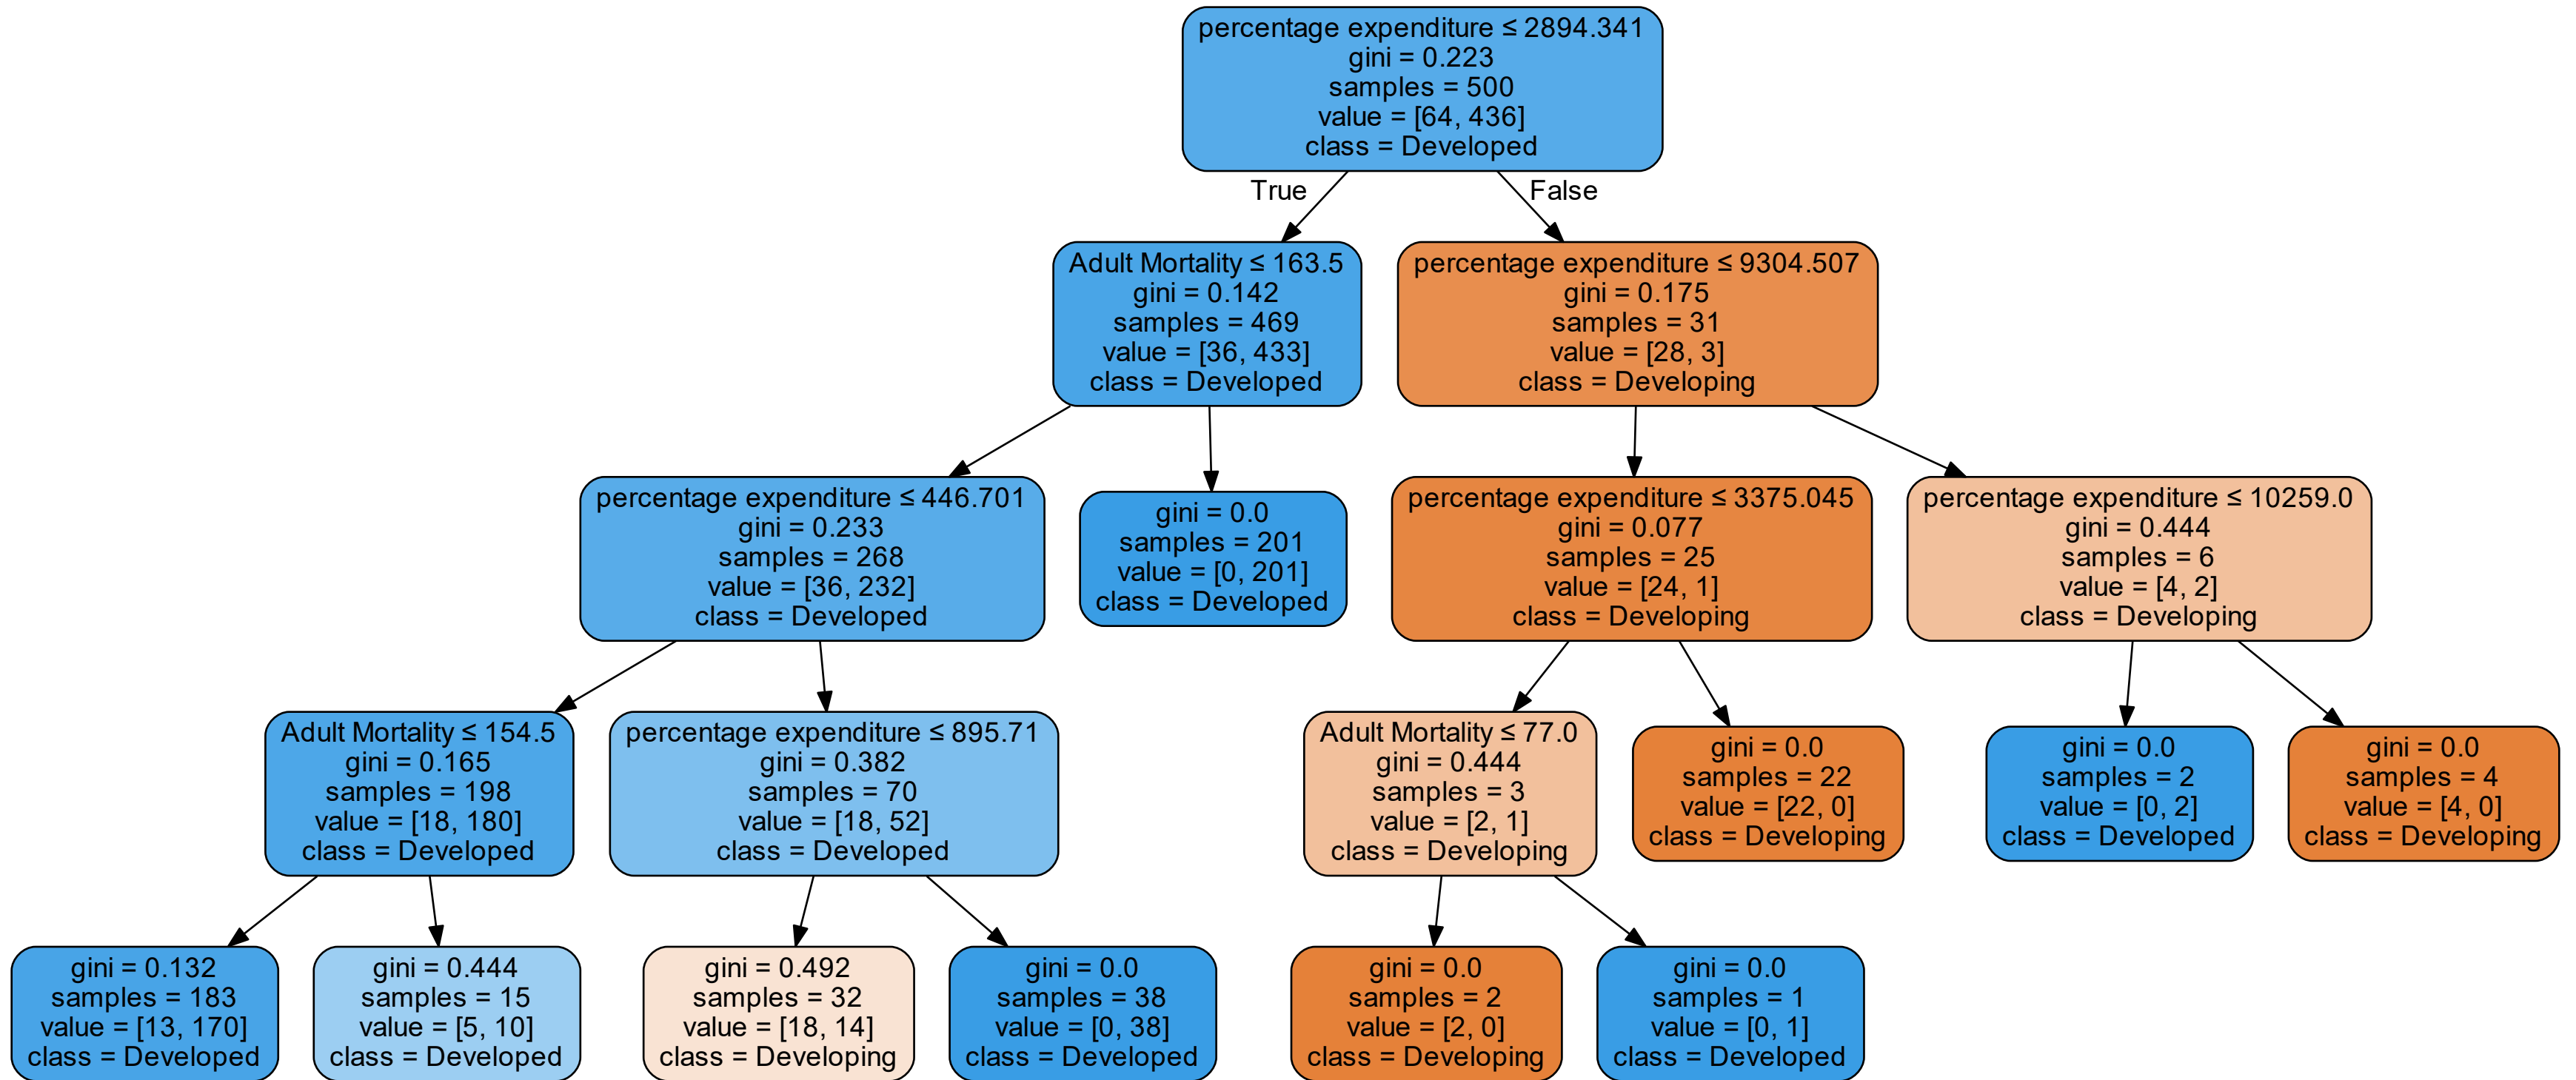 percentage expenditure ≤ 2894.341
gini = 0.223
samples = 500
value = [64, 436]
class = Developed
True
False
Adult Mortality ≤ 163.5
gini = 0.142
samples = 469
value = [36, 433]
class = Developed
percentage expenditure ≤ 9304.507
gini = 0.175
samples = 31
value = [28, 3]
class = Developing
percentage expenditure ≤ 446.701
gini = 0.233
samples = 268
value = [36, 232]
class = Developed
gini = 0.0
samples = 201
value = [0, 201]
class = Developed
percentage expenditure ≤ 3375.045
gini = 0.077
samples = 25
value = [24, 1]
class = Developing
percentage expenditure ≤ 10259.0
gini = 0.444
samples = 6
value = [4, 2]
class = Developing
Adult Mortality ≤ 154.5
gini = 0.165
samples = 198
value = [18, 180]
class = Developed
percentage expenditure ≤ 895.71
gini = 0.382
samples = 70
value = [18, 52]
class = Developed
Adult Mortality ≤ 77.0
gini = 0.444
samples = 3
value = [2, 1]
class = Developing
gini = 0.0
samples = 22
value = [22, 0]
class = Developing
gini = 0.0
samples = 2
value = [0, 2]
class = Developed
gini = 0.0
samples = 4
value = [4, 0]
class = Developing
gini = 0.132
samples = 183
value = [13, 170]
class = Developed
gini = 0.444
samples = 15
value = [5, 10]
class = Developed
gini = 0.492
samples = 32
value = [18, 14]
class = Developing
gini = 0.0
samples = 38
value = [0, 38]
class = Developed
gini = 0.0
samples = 2
value = [2, 0]
class = Developing
gini = 0.0
samples = 1
value = [0, 1]
class = Developed